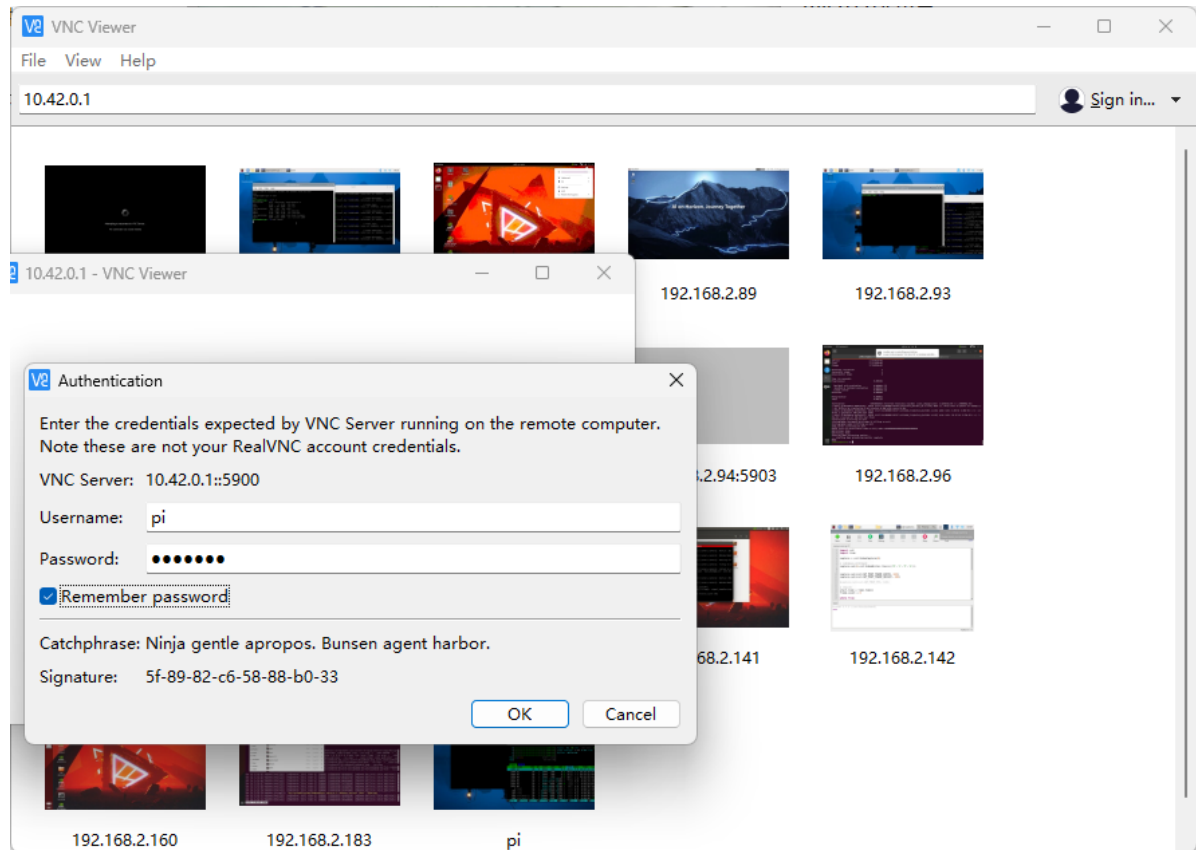 VNC Viewer
File View Help
10.42.0.1
Sign in...
192.168.2.89
192.168.2.93
10.42.0.1 - VNC Viewer
Authentication
Enter the credentials expected by VNC Server running on the remote computer.
Note these are not your RealVNC account credentials.
VNC Server: 10.42.0.1::5900
Username: pi
Password: ●●●●●●●
Remember password
Catchphrase: Ninja gentle apropos. Bunsen agent harbor.
Signature: 5f-89-82-c6-58-88-b0-33
OK Cancel
.2.94:5903
192.168.2.96
68.2.141
192.168.2.142
192.168.2.160
192.168.2.183
pi